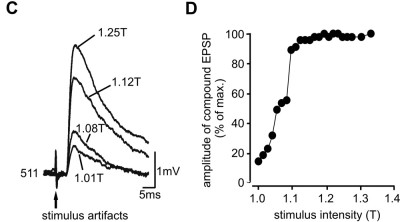 C
1.25T
1.12T
1.08T
1.01T
511
1mV
5ms
stimulus artifacts
D
amplitude of compound EPSP
(% of max.)
100
80
60
40
20
0
1.0 1.1 1.2 1.3 1.4
stimulus intensity (T)